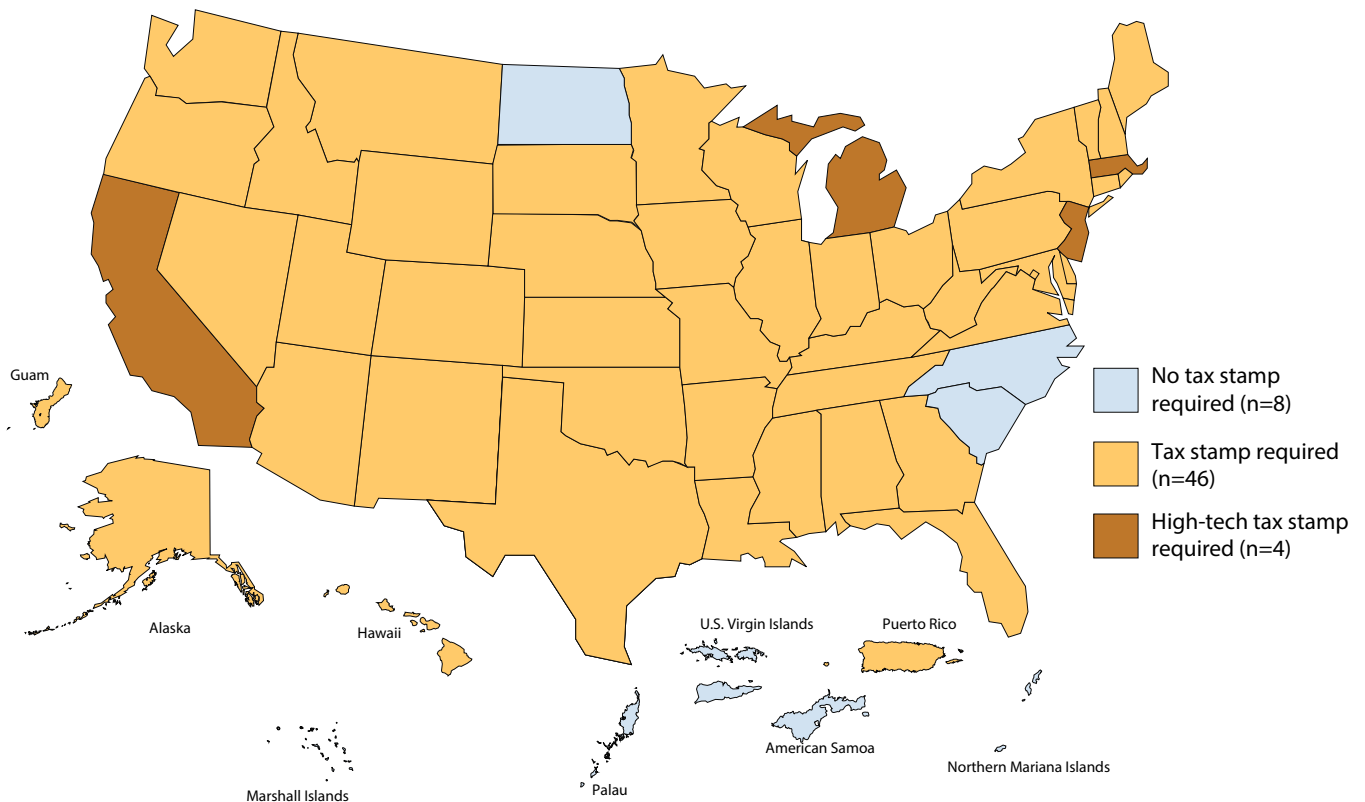 Guam
Alaska
Hawaii
U.S. Virgin Islands
Puerto Rico
American Samoa
Northern Mariana Islands
Palau
Marshall Islands
No tax stamp
required (n=8)
Tax stamp required
(n=46)
High-tech tax stamp
required (n=4)